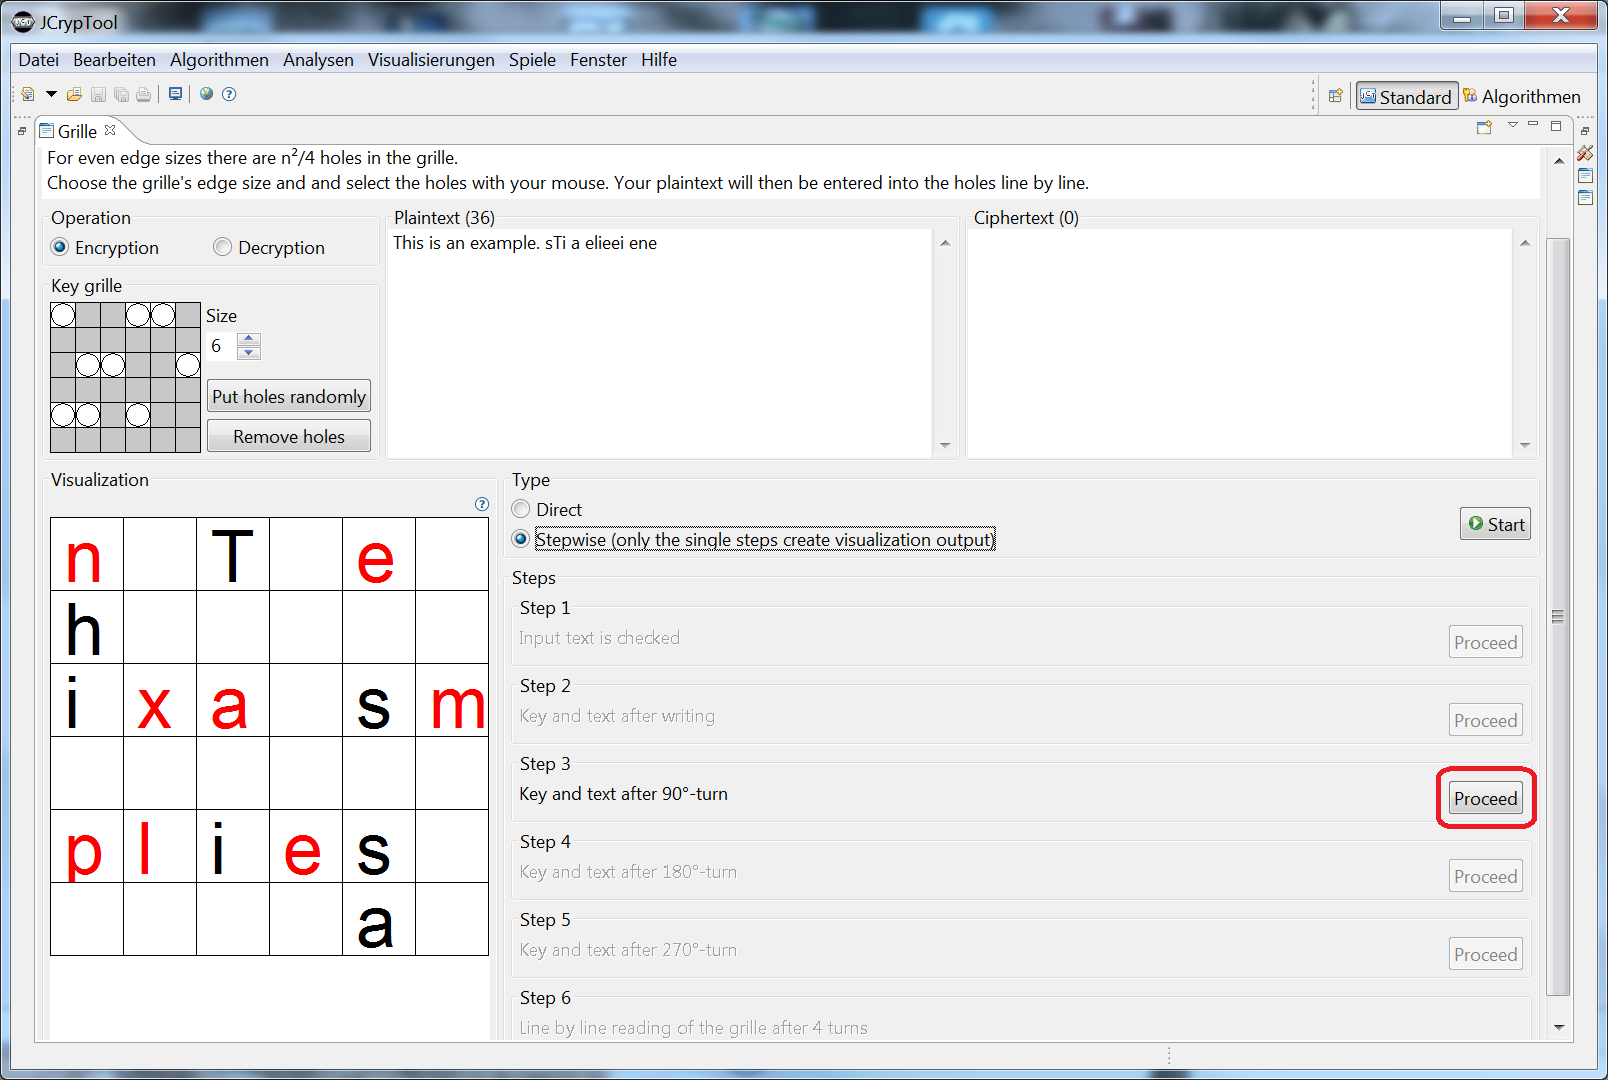 JCrypTool
Datei Bearbeiten Algorithmen Analysen Visualisierungen Spiele Fenster Hilfe
Standard Algorithmen
Grille
For even edge sizes there are n²/4 holes in the grille.
Choose the grille's edge size and and select the holes with your mouse. Your plaintext will then be entered into the holes line by line.
Operation
Encryption Decryption
Key grille
Size
6
Put holes randomly
Remove holes
Plaintext (36)
This is an example. sTi a elieei ene
Ciphertext (0)
Visualization
n T e
h
i x a s m
p l i e s
a
Type
Direct
Stepwise (only the single steps create visualization output)
Start
Steps
Step 1
Input text is checked
Proceed
Step 2
Key and text after writing
Proceed
Step 3
Key and text after 90°-turn
Proceed
Step 4
Key and text after 180°-turn
Proceed
Step 5
Key and text after 270°-turn
Proceed
Step 6
Line by line reading of the grille after 4 turns